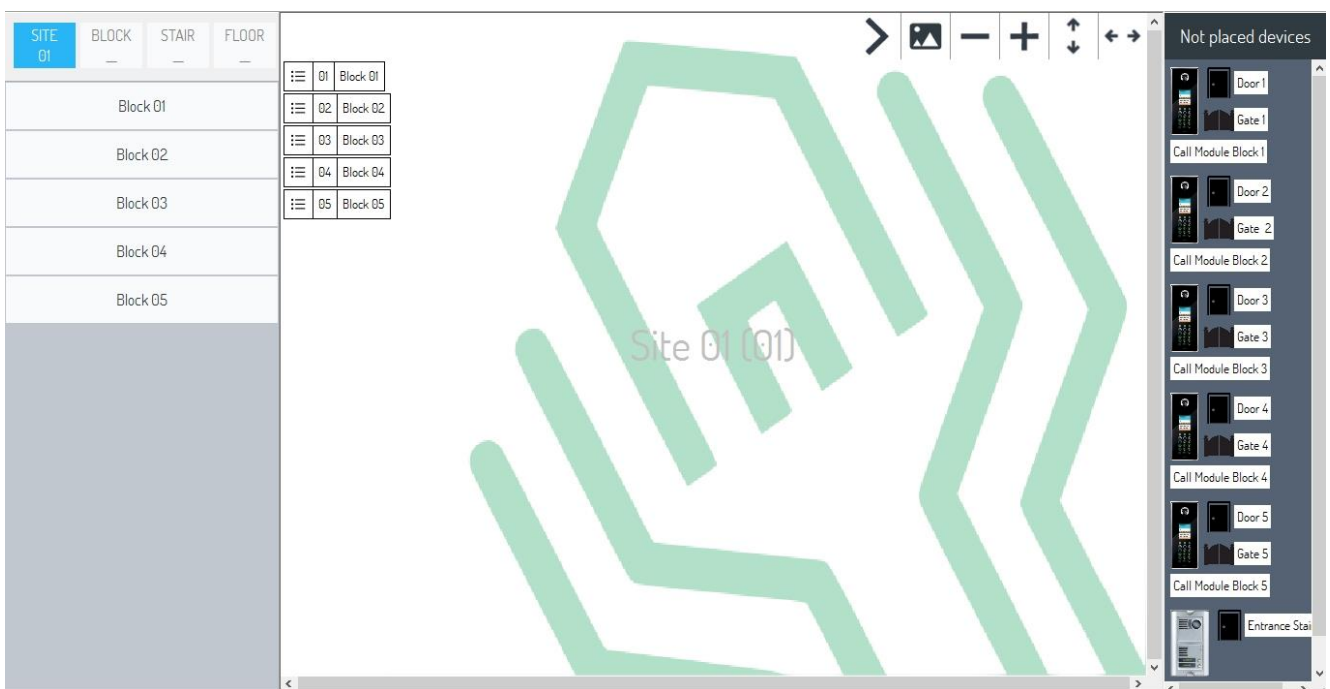 SITE BLOCK STAIR FLOOR
01 _ _ _
Block 01
Block 02
Block 03
Block 04
Block 05
01 Block 01
02 Block 02
03 Block 03
04 Block 04
05 Block 05
Site 01 (01)
Not placed devices
Door 1
Gate 1
Call Module Block 1
Door 2
Gate 2
Call Module Block 2
Door 3
Gate 3
Call Module Block 3
Door 4
Gate 4
Call Module Block 4
Door 5
Gate 5
Call Module Block 5
Entrance Stai